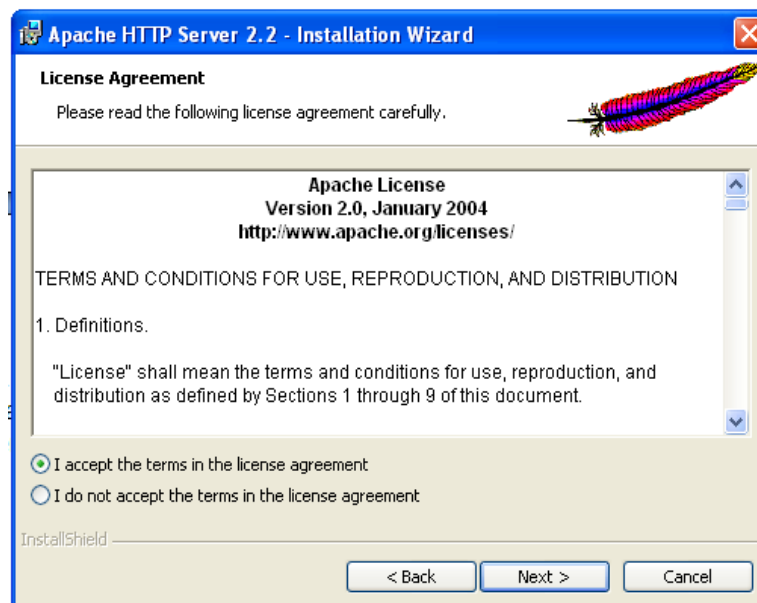 Apache HTTP Server 2.2 - Installation Wizard
License Agreement
Please read the following license agreement carefully.
Apache License
Version 2.0, January 2004
http://www.apache.org/licenses/
TERMS AND CONDITIONS FOR USE, REPRODUCTION, AND DISTRIBUTION
1. Definitions.
"License" shall mean the terms and conditions for use, reproduction, and
distribution as defined by Sections 1 through 9 of this document.
I accept the terms in the license agreement
I do not accept the terms in the license agreement
InstallShield
< Back Next > Cancel